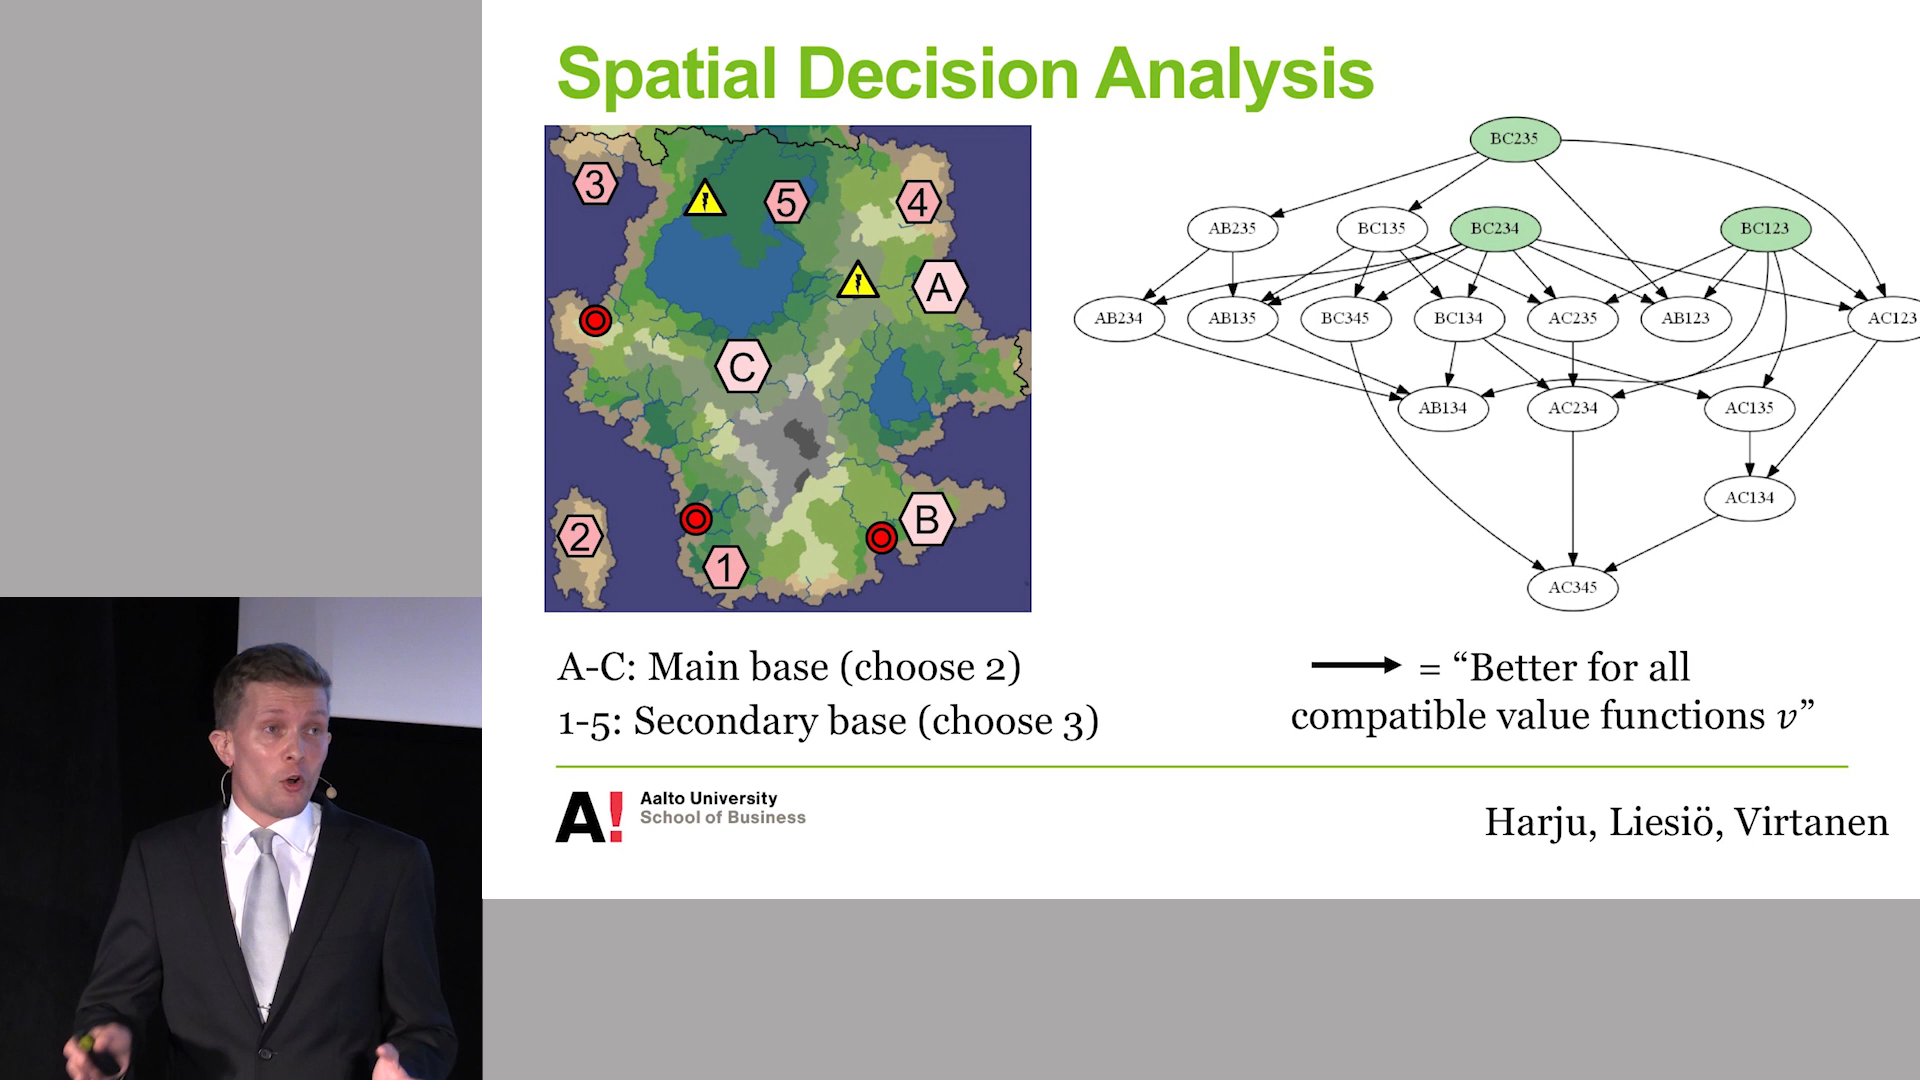 Spatial Decision Analysis
3
5
4
A
C
B
2
1
BC235
AB235
BC135
BC234
BC123
AB234
AB135
BC345
BC134
AC235
AB123
AC123
AB134
AC234
AC135
AC134
AC345
A-C: Main base (choose 2)
1-5: Secondary base (choose 3)
= “Better for all
compatible value functions v”
A!
Aalto University
School of Business
Harju, Liesiö, Virtanen